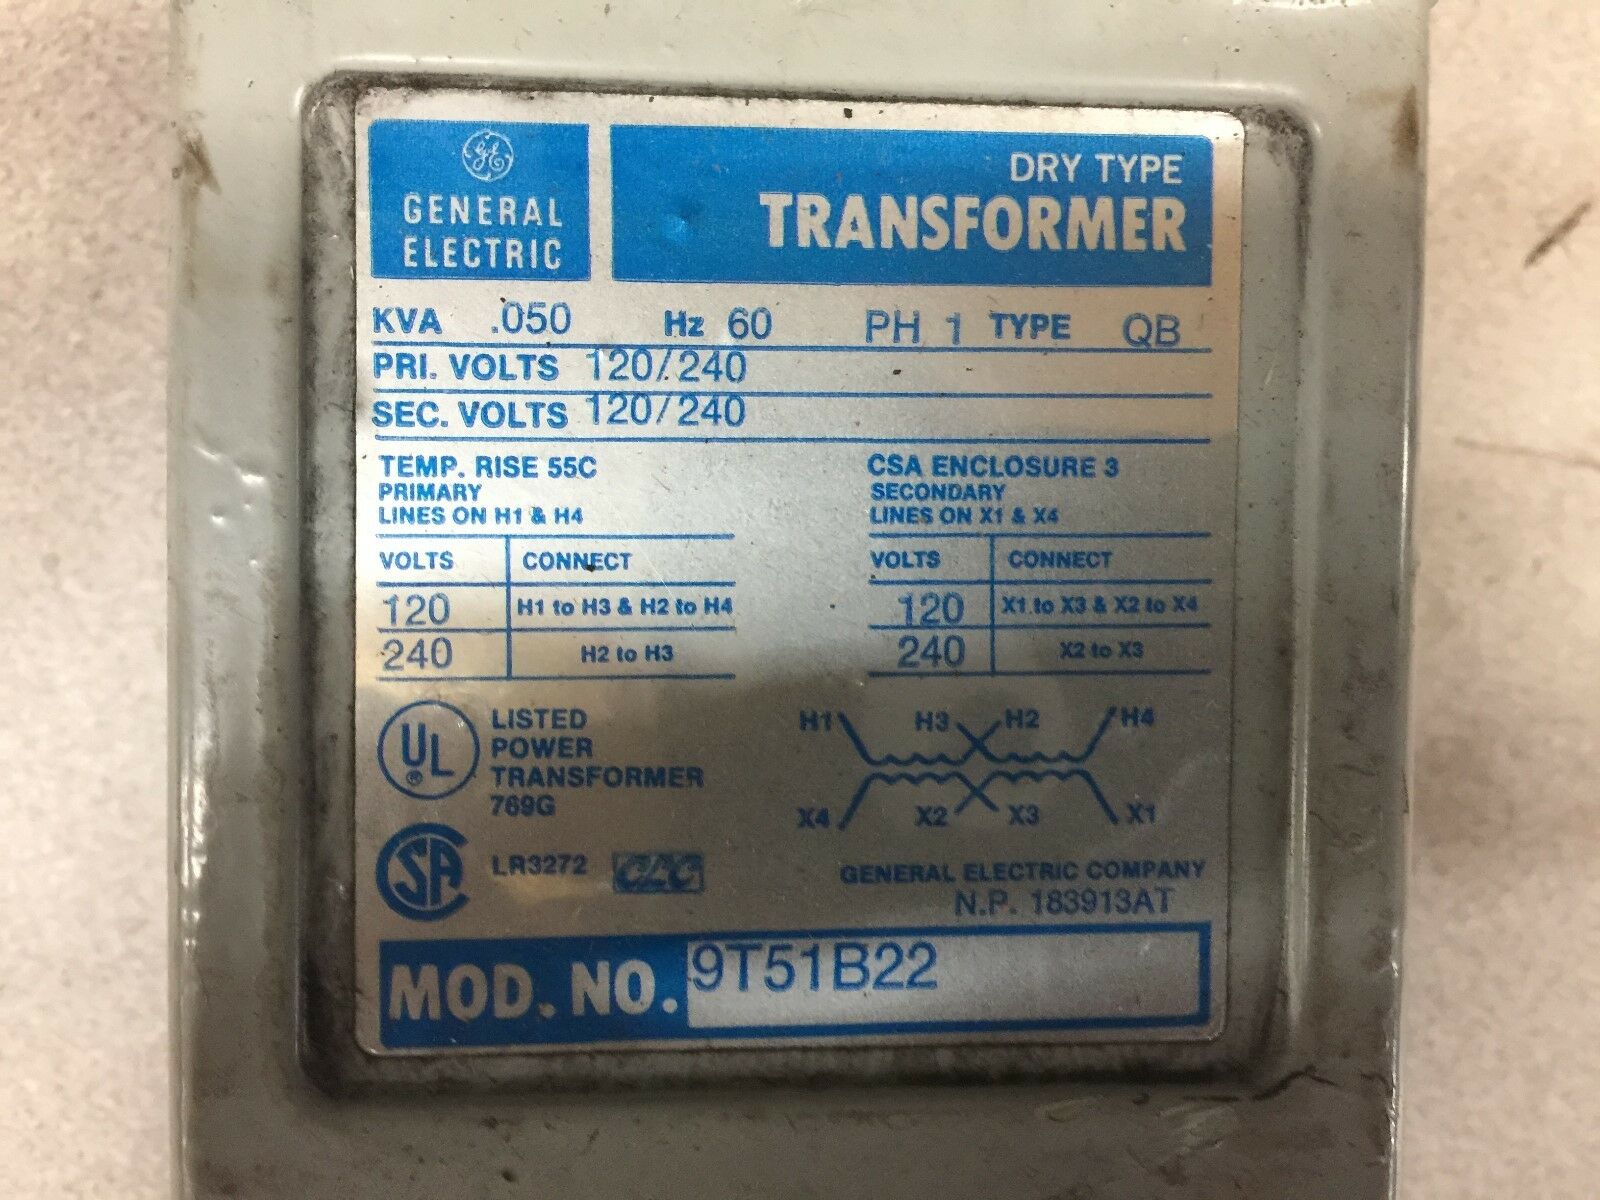 GE
GENERAL
ELECTRIC
DRY TYPE
TRANSFORMER
KVA .050 Hz 60 PH 1 TYPE QB
PRI. VOLTS 120/240
SEC. VOLTS 120/240
TEMP. RISE 55C
PRIMARY
LINES ON H1 & H4
VOLTS CONNECT
120 H1 to H3 & H2 to H4
240 H2 to H3
CSA ENCLOSURE 3
SECONDARY
LINES ON X1 & X4
VOLTS CONNECT
120 X1 to X3 & X2 to X4
240 X2 to X3
UL ®
LISTED
POWER
TRANSFORMER
769G
H1 H3 H2 H4
X4 X2 X3 X1
SA LR3272 CLC
GENERAL ELECTRIC COMPANY
N.P. 183913AT
MOD. NO. 9T51B22